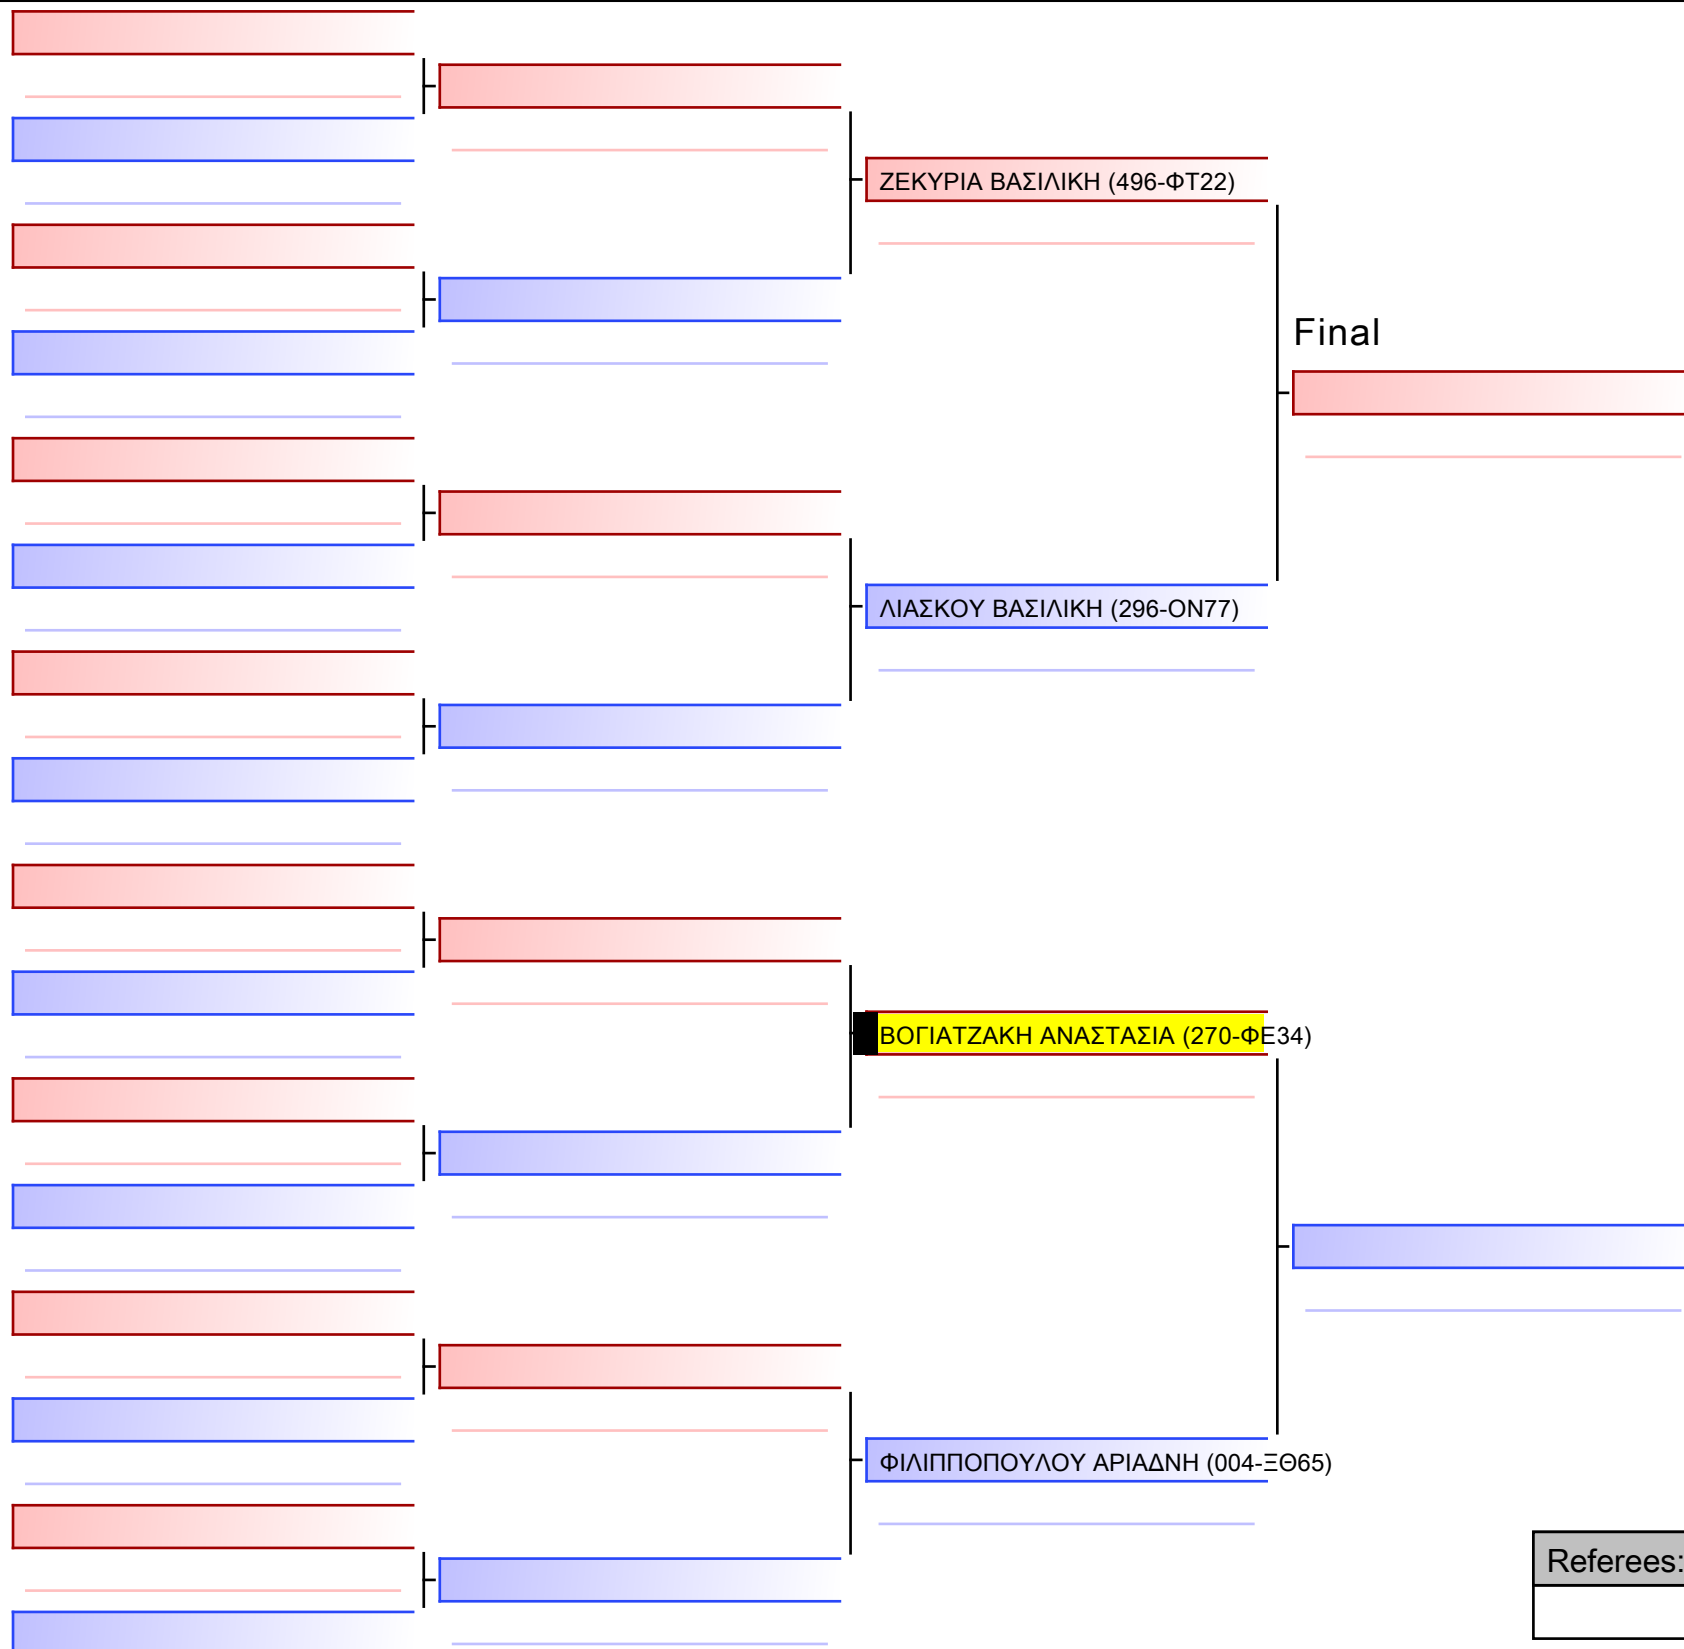 ΖΕΚΥΡΙΑ ΒΑΣΙΛΙΚΗ (496-ΦΤ22)
Final
ΛΙΑΣΚΟΥ ΒΑΣΙΛΙΚΗ (296-ΟΝ77)
ΒΟΓΙΑΤΖΑΚΗ ΑΝΑΣΤΑΣΙΑ (270-ΦΕ34)
ΦΙΛΙΠΠΟΠΟΥΛΟΥ ΑΡΙΑΔΝΗ (004-ΞΘ65)
Referees: